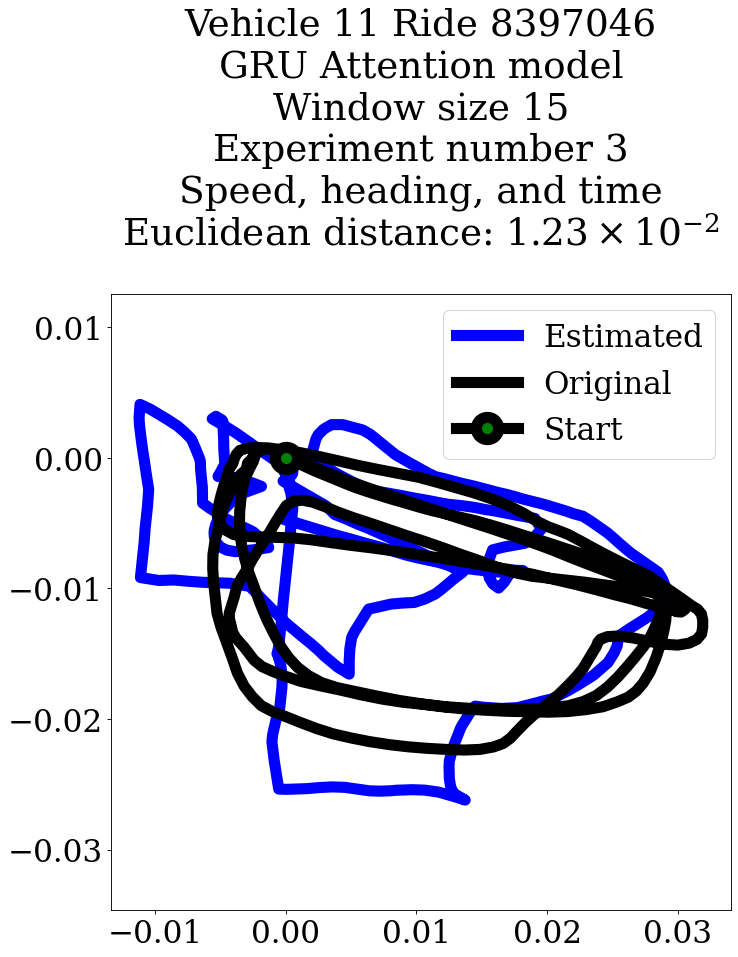 Vehicle 11 Ride 8397046
GRU Attention model
Window size 15
Experiment number 3
Speed, heading, and time
Euclidean distance: 1.23 × 10⁻²
Estimated
Original
Start
0.01
0.00
−0.01
−0.02
−0.03
−0.01 0.00 0.01 0.02 0.03